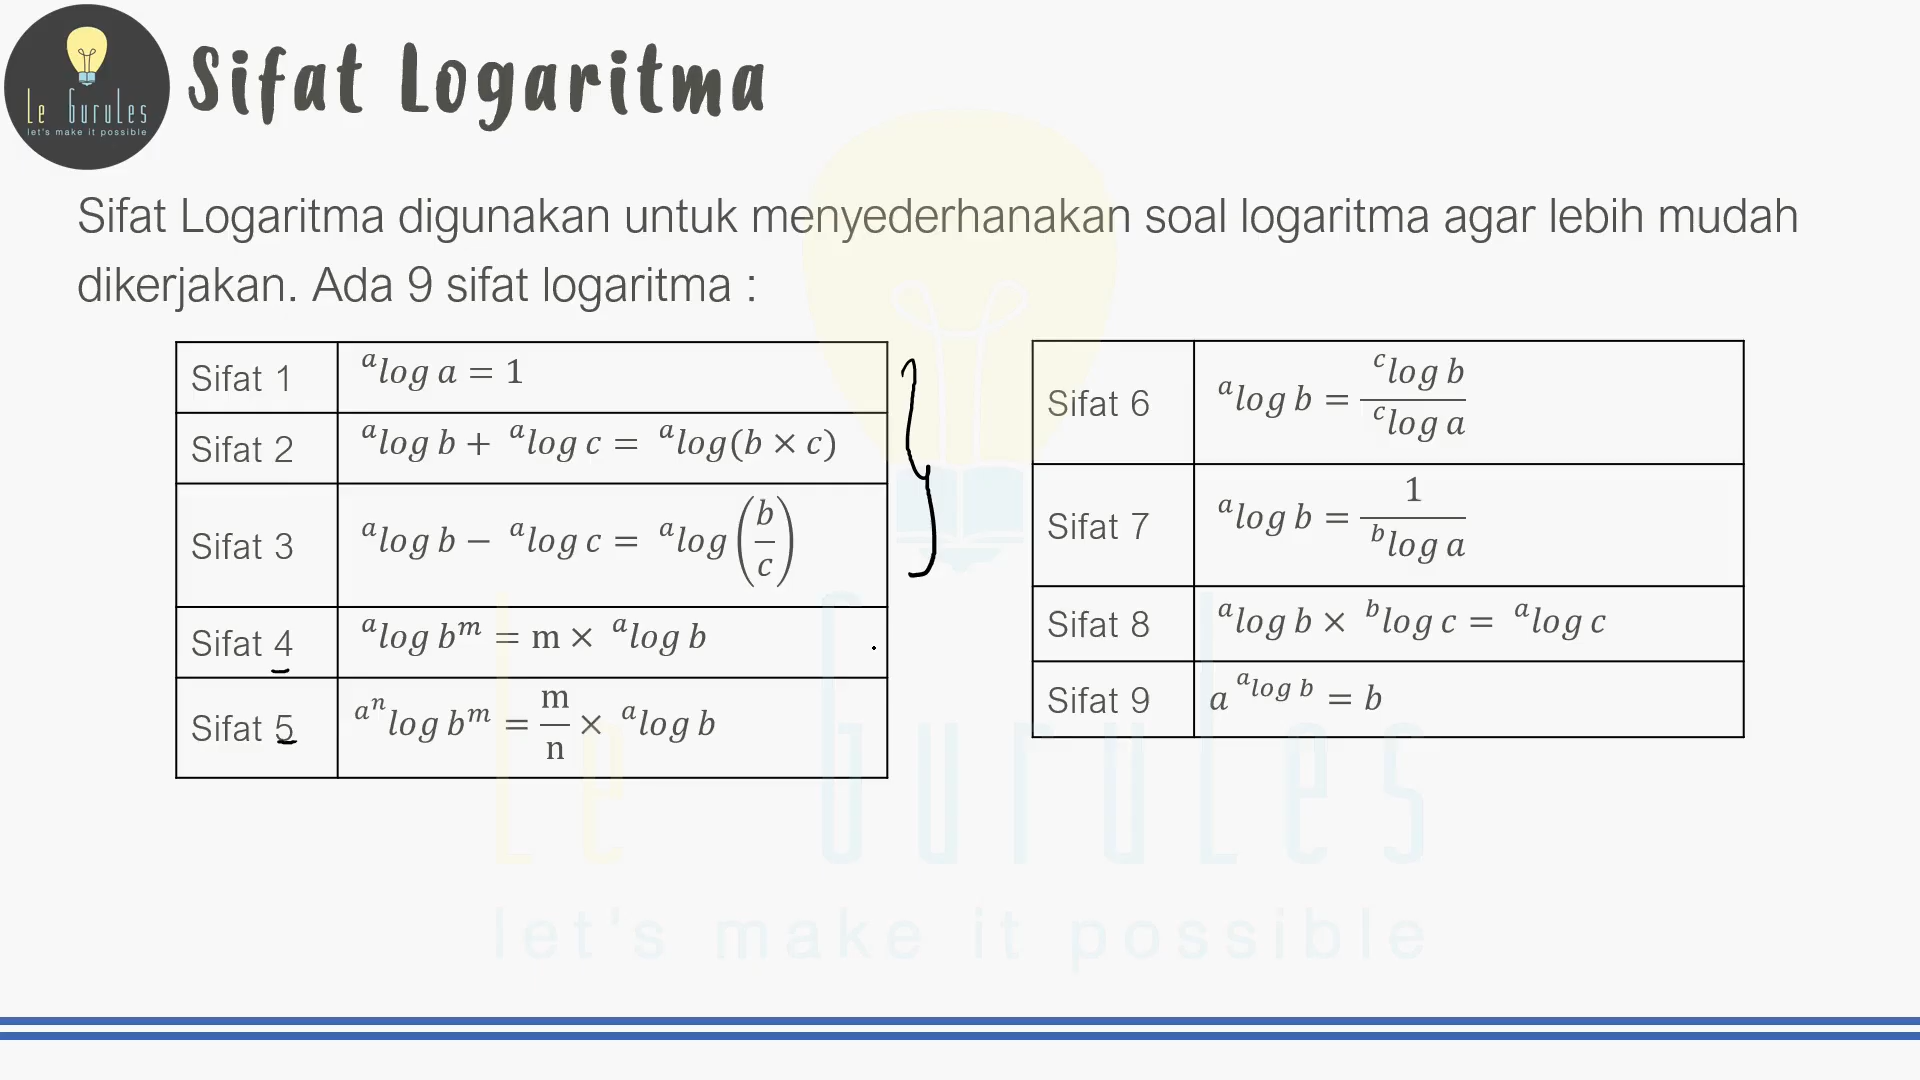 Le GuruLes
let's make it possible
Sifat Logaritma
Sifat Logaritma digunakan untuk menyederhanakan soal logaritma agar lebih mudah
dikerjakan. Ada 9 sifat logaritma :
Sifat 1 ᵃlog a = 1
Sifat 2 ᵃlog b + ᵃlog c = ᵃlog(b × c)
Sifat 3 ᵃlog b − ᵃlog c = ᵃlog(b/c)
Sifat 4 ᵃlog bᵐ = m × ᵃlog b
Sifat 5 ᵃ^ⁿlog bᵐ = m/n × ᵃlog b
Sifat 6 ᵃlog b = ᶜlog b / ᶜlog a
Sifat 7 ᵃlog b = 1 / ᵇlog a
Sifat 8 ᵃlog b × ᵇlog c = ᵃlog c
Sifat 9 a^(ᵃlog b) = b
Le GuruLes
let's make it possible